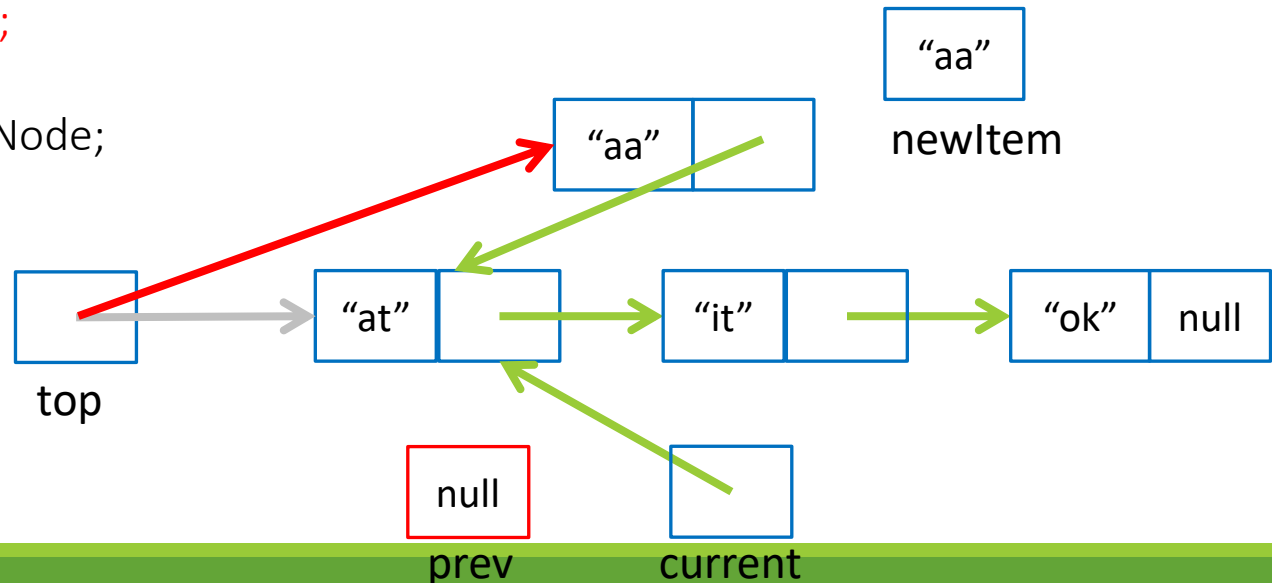 ;
“aa”
Node;
“aa”
newItem
“at”
“it”
“ok”
null
top
null
prev
current